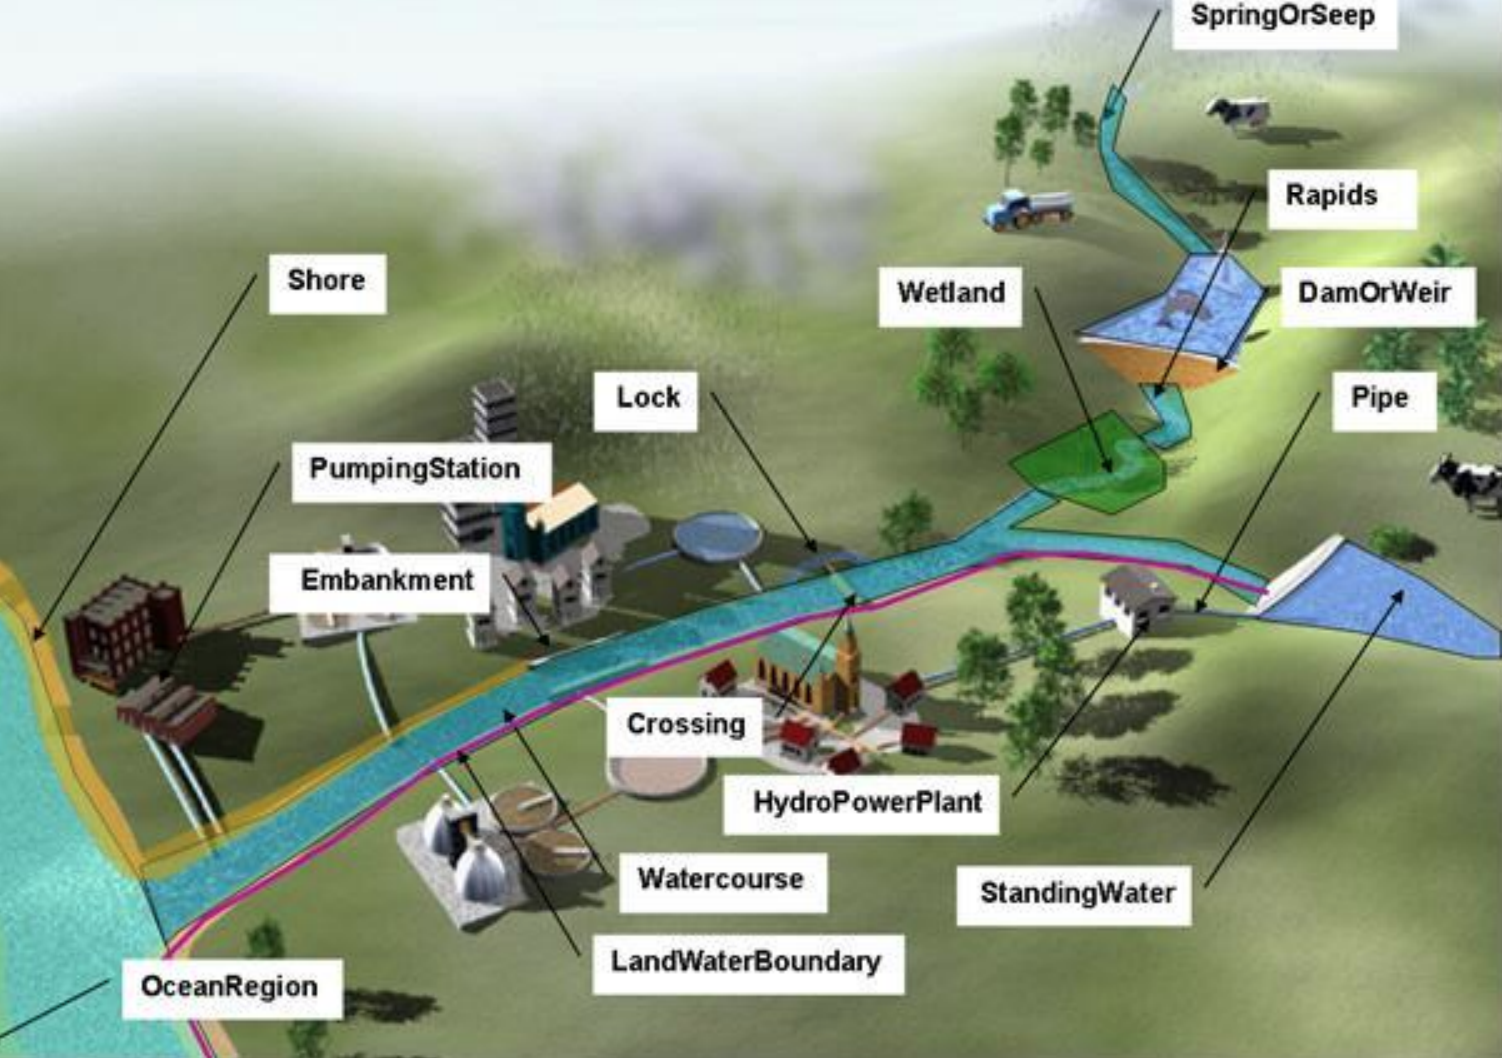 SpringOrSeep
Rapids
Shore
Wetland
DamOrWeir
Lock
Pipe
PumpingStation
Embankment
Crossing
HydroPowerPlant
Watercourse
StandingWater
LandWaterBoundary
OceanRegion